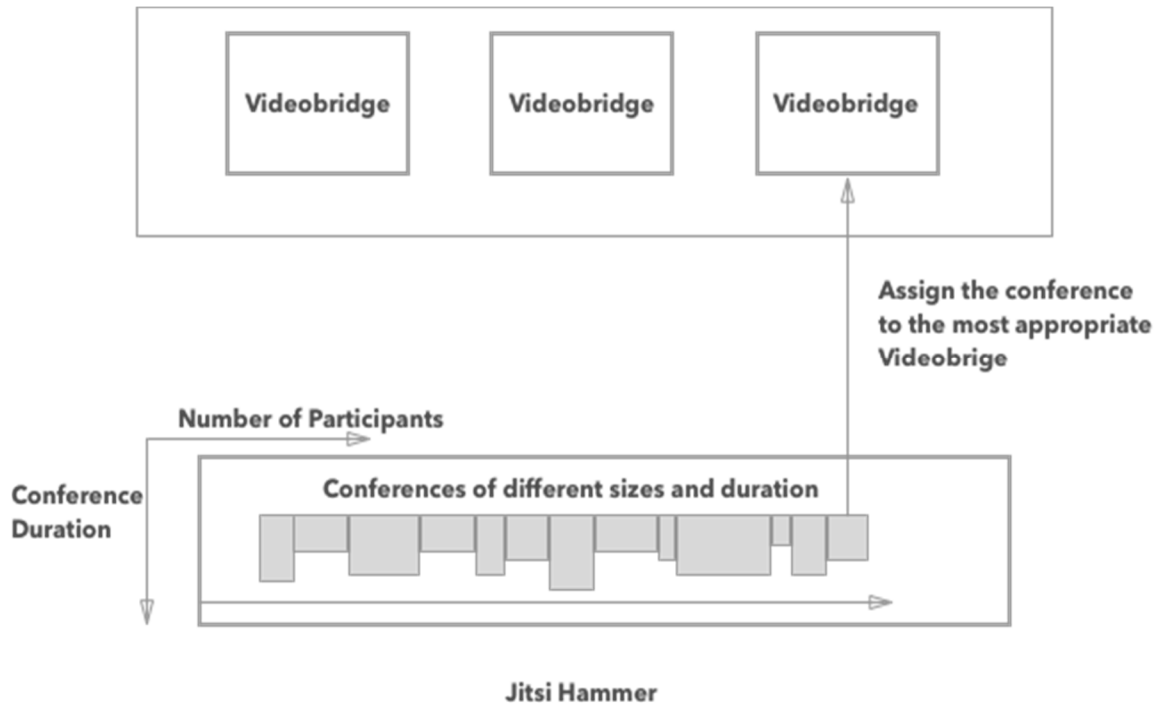 Videobridge
Videobridge
Videobridge
Assign the conference
to the most appropriate
Videobrige
Number of Participants
Conference
Duration
Conferences of different sizes and duration
Jitsi Hammer